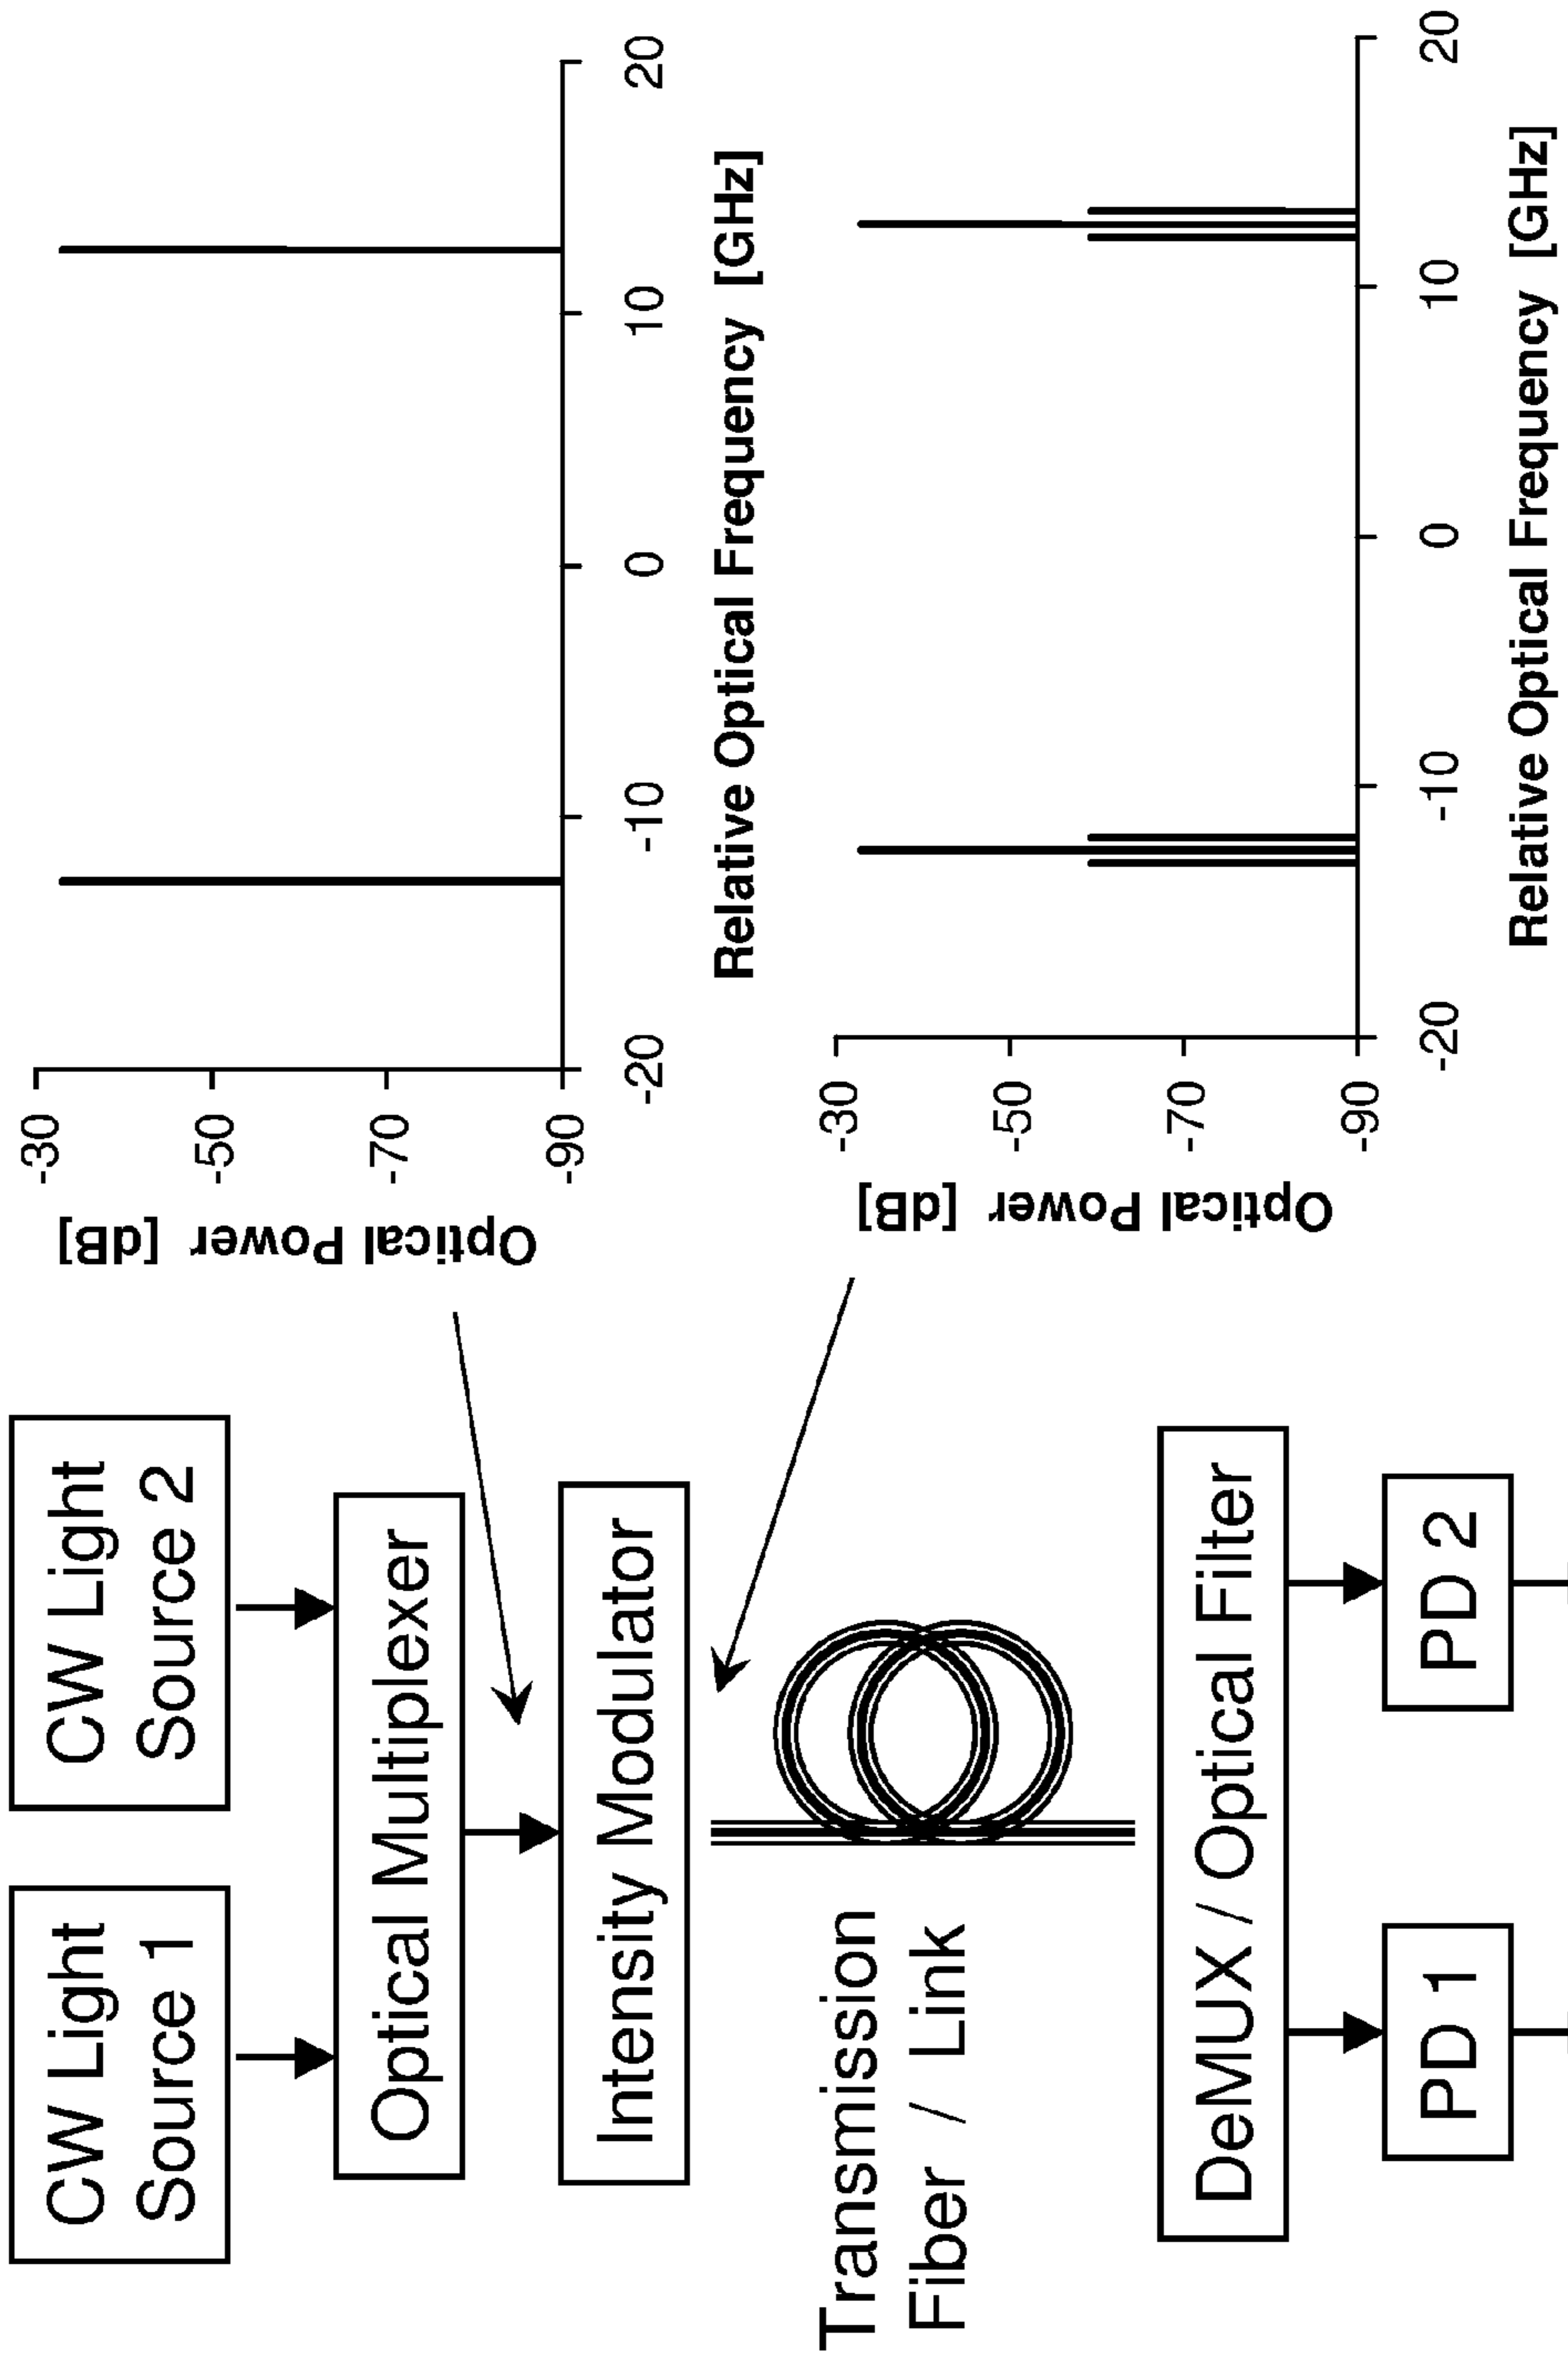 CW Light
Source 1
CW Light
Source 2
Optical Multiplexer
Intensity Modulator
Transmission
Fiber / Link
DeMUX / Optical Filter
PD 1
PD 2
Optical Power [dB]
-30
-50
-70
-90
-20
-10
0
10
20
Relative Optical Frequency [GHz]
Optical Power [dB]
-30
-50
-70
-90
-20
-10
0
10
20
Relative Optical Frequency [GHz]